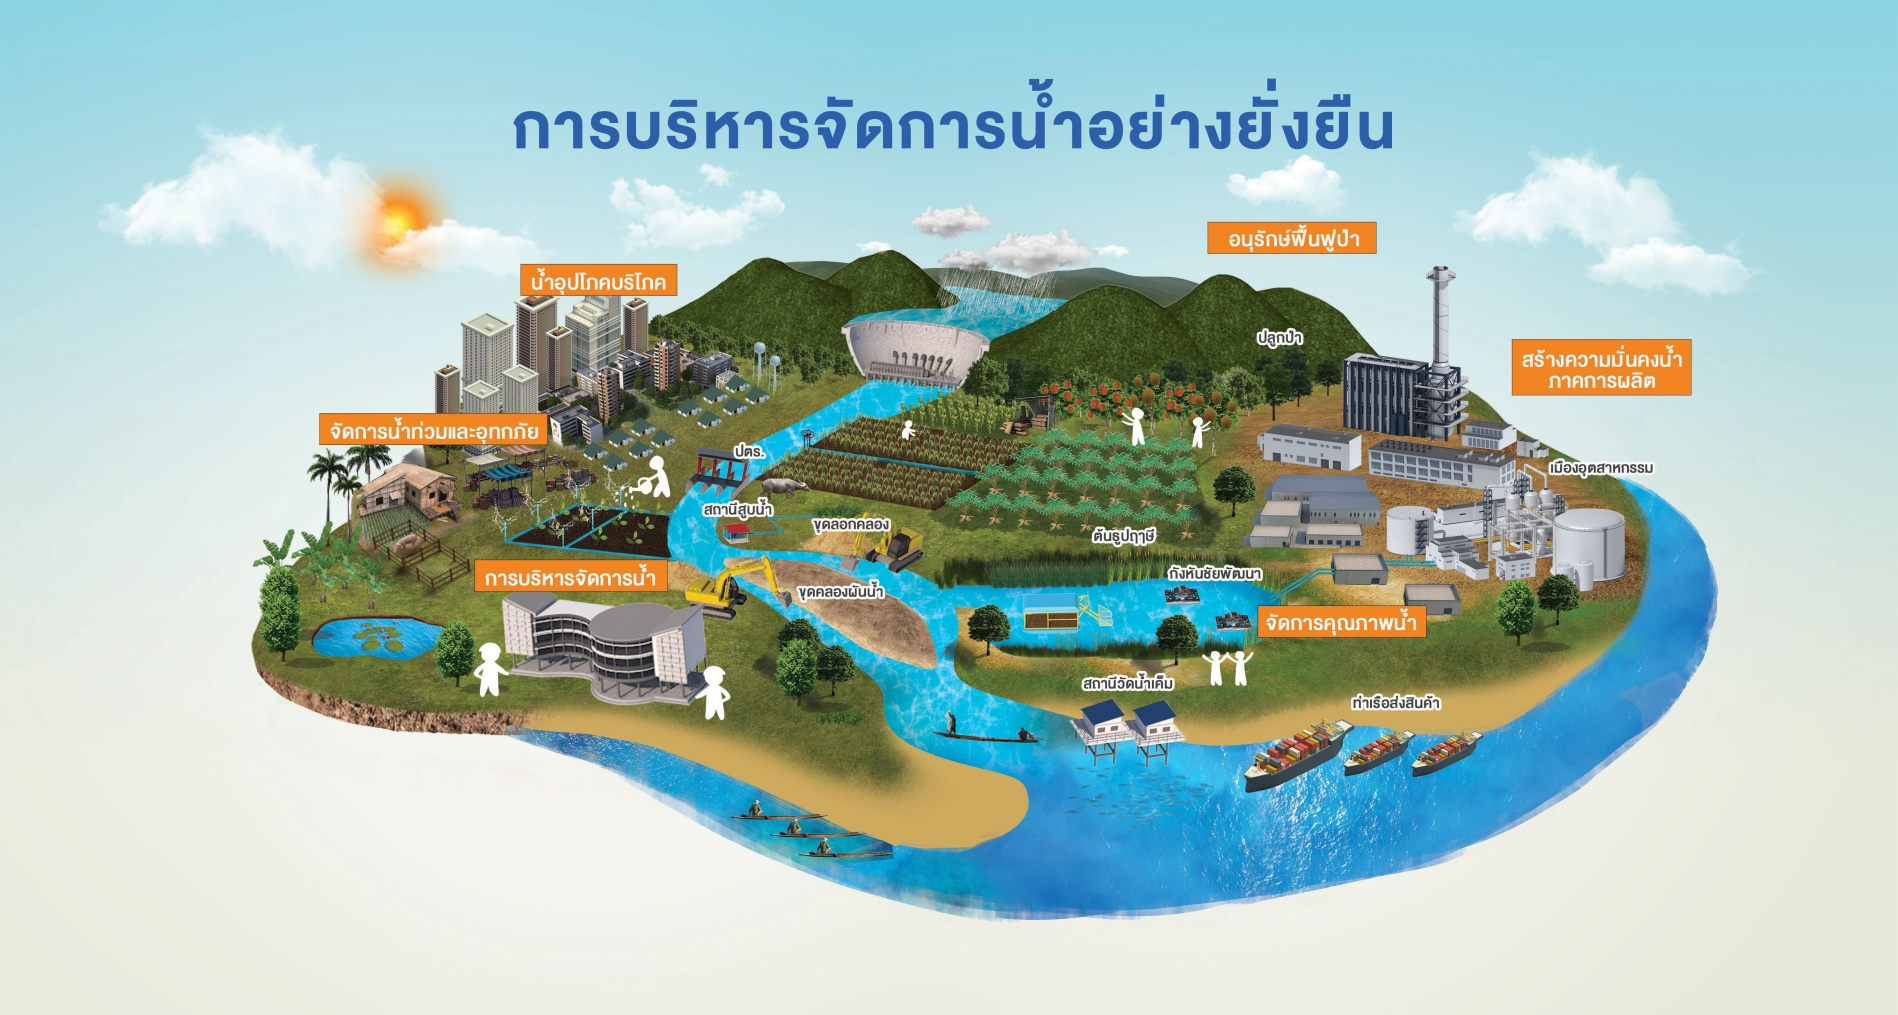 การบริหารจัดการน้ำอย่างยั่งยืน
อนุรักษ์ฟื้นฟูป่า
น้ำอุปโภคบริโภค
ปลูกป่า
สร้างความมั่นคงน้ำ
ภาคการผลิต
จัดการน้ำท่วมและอุทกภัย
ปตร.
เมืองอุตสาหกรรม
สถานีสูบน้ำ
ขุดลอกคลอง
ต้นธูปฤาษี
การบริหารจัดการน้ำ
กังหันชัยพัฒนา
ขุดคลองผันน้ำ
จัดการคุณภาพน้ำ
สถานีวัดน้ำเค็ม
ท่าเรือส่งสินค้า